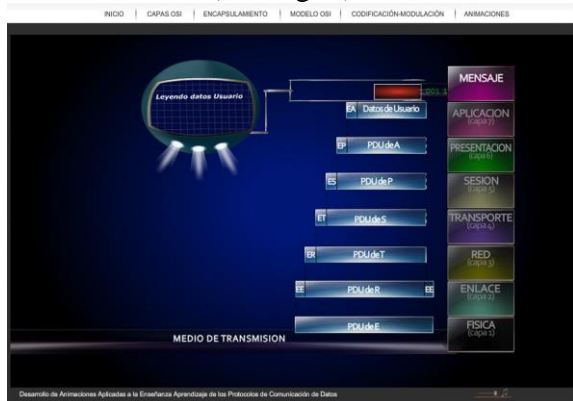 INICIO | CAPAS OSI | ENCAPSULAMIENTO | MODELO OSI | CODIFICACIÓN-MODULACIÓN | ANIMACIONES
Leyendo datos Usuario
001 1
MENSAJE
EA Datos de Usuario
APLICACION
(capa 7)
EP PDU de A
PRESENTACION
(capa 6)
ES PDU de P
SESION
(capa 5)
ET PDU de S
TRANSPORTE
(capa 4)
ER PDU de T
RED
(capa 3)
EE PDU de R EE
ENLACE
(capa 2)
PDU de E
FISICA
(capa 1)
MEDIO DE TRANSMISION
Desarrollo de Animaciones Aplicadas a la Enseñanza Aprendizaje de los Protocolos de Comunicación de Datos